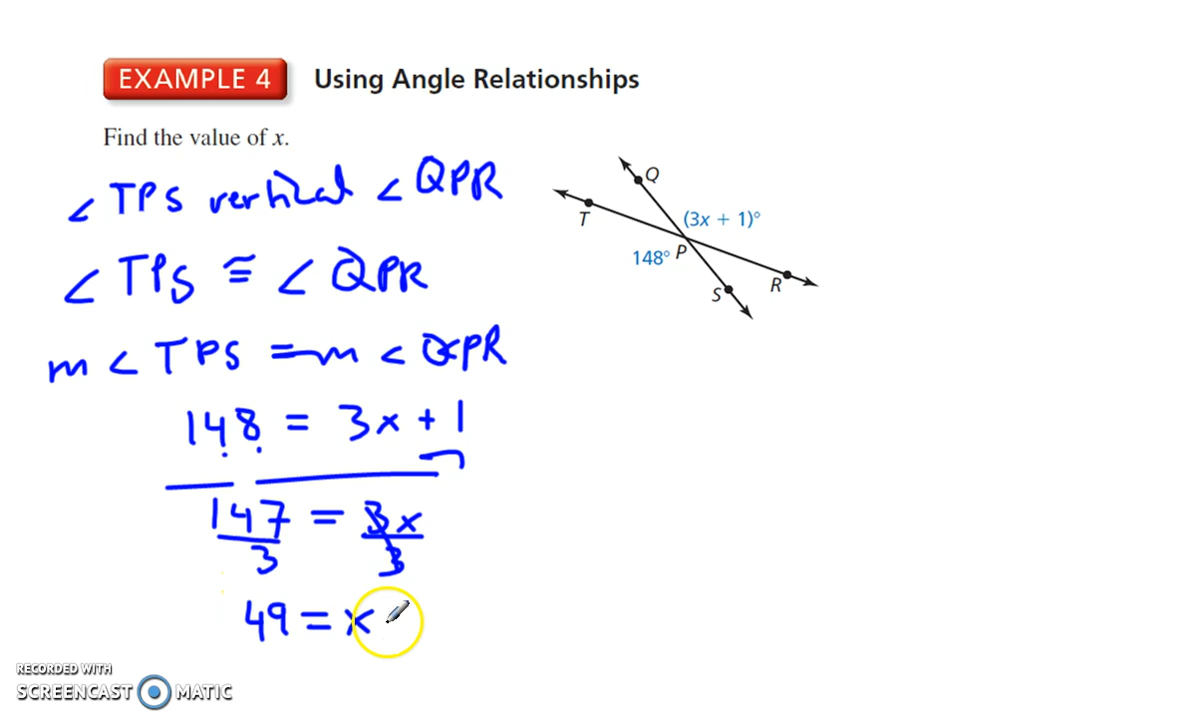 EXAMPLE 4 Using Angle Relationships
Find the value of x.
∠ TPS vertical ∠ QPR
∠ TPS ≅ ∠ QPR
m ∠ TPS = m ∠ QPR
148 = 3x + 1
147 = 3x
3 3
49 = x
Q
T
(3x + 1)°
148° P
S R
RECORDED WITH
SCREENCAST MATIC